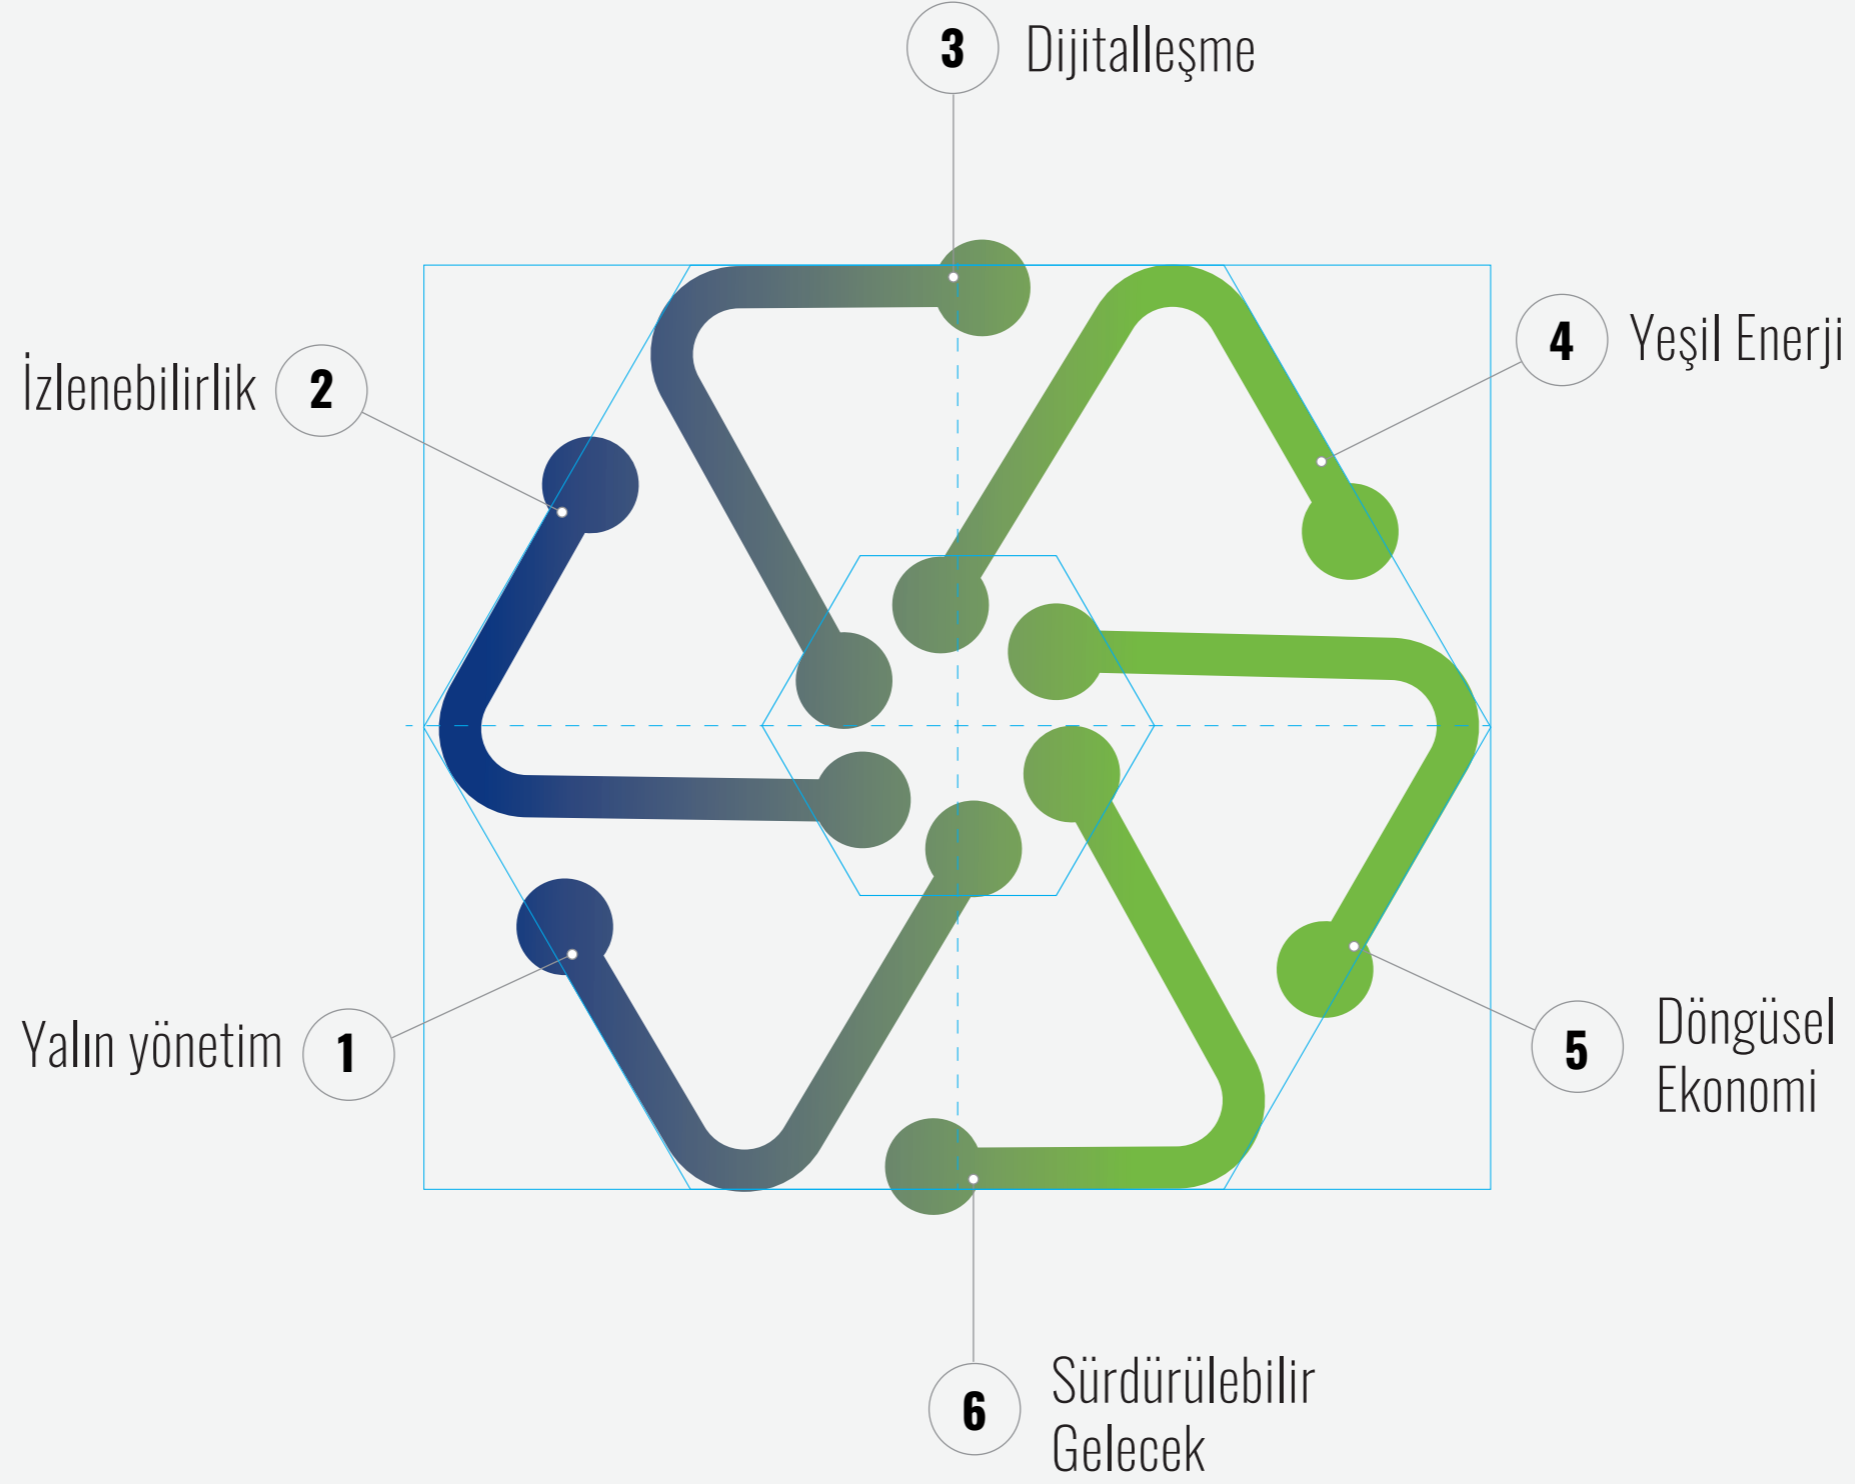 3 Dijitalleşme
4 Yeşil Enerji
İzlenebilirlik 2
Yalın yönetim 1
5 Döngüsel
Ekonomi
6 Sürdürülebilir
Gelecek